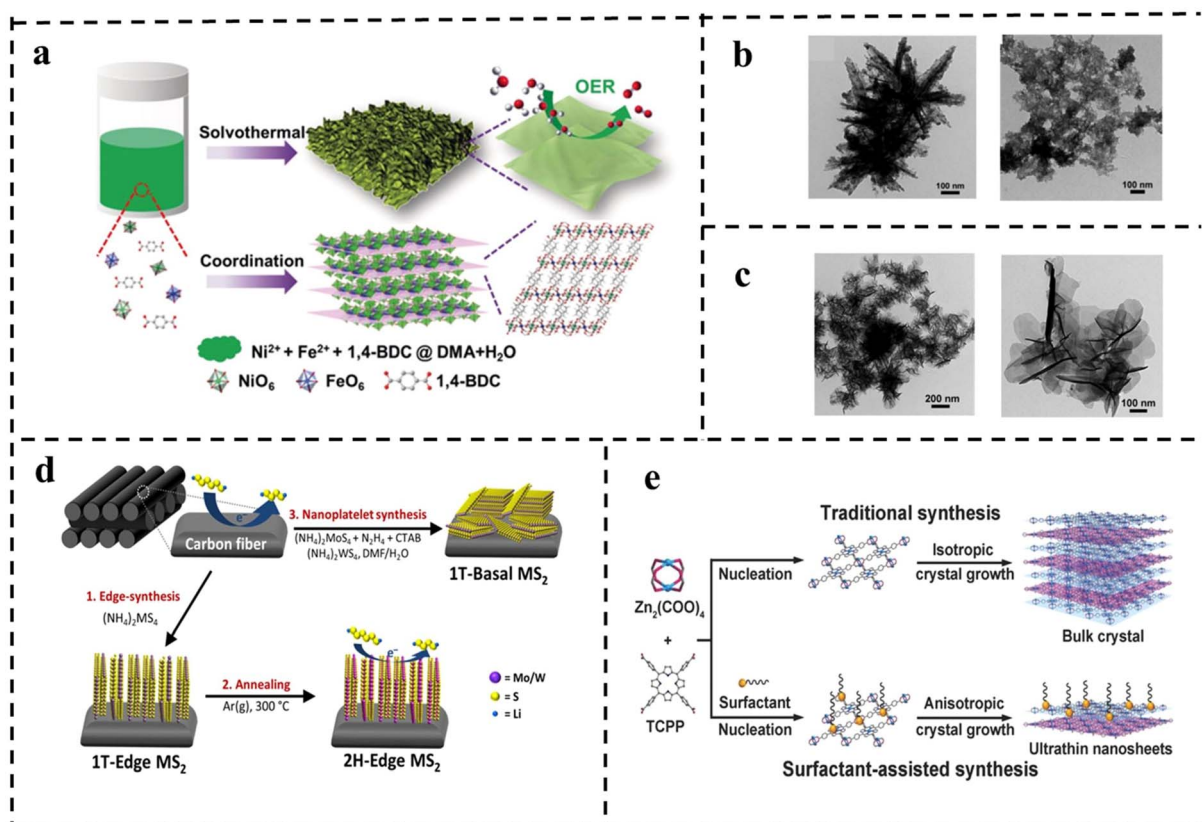 a
Solvothermal
OER
Coordination
Ni²⁺ + Fe²⁺ + 1,4-BDC @ DMA+H₂O
NiO₆ FeO₆ 1,4-BDC
b
100 nm 100 nm
c
200 nm 100 nm
d
e⁻
Carbon fiber
3. Nanoplatelet synthesis
(NH₄)₂MoS₄ + N₂H₄ + CTAB
(NH₄)₂WS₄, DMF/H₂O
1T-Basal MS₂
1. Edge-synthesis
(NH₄)₂MS₄
2. Annealing
Ar(g), 300 °C
e⁻
= Mo/W
= S
= Li
1T-Edge MS₂
2H-Edge MS₂
e
Traditional synthesis
Zn₂(COO)₄
+
TCPP
Nucleation
Isotropic
crystal growth
Bulk crystal
Surfactant
Nucleation
Anisotropic
crystal growth
Ultrathin nanosheets
Surfactant-assisted synthesis